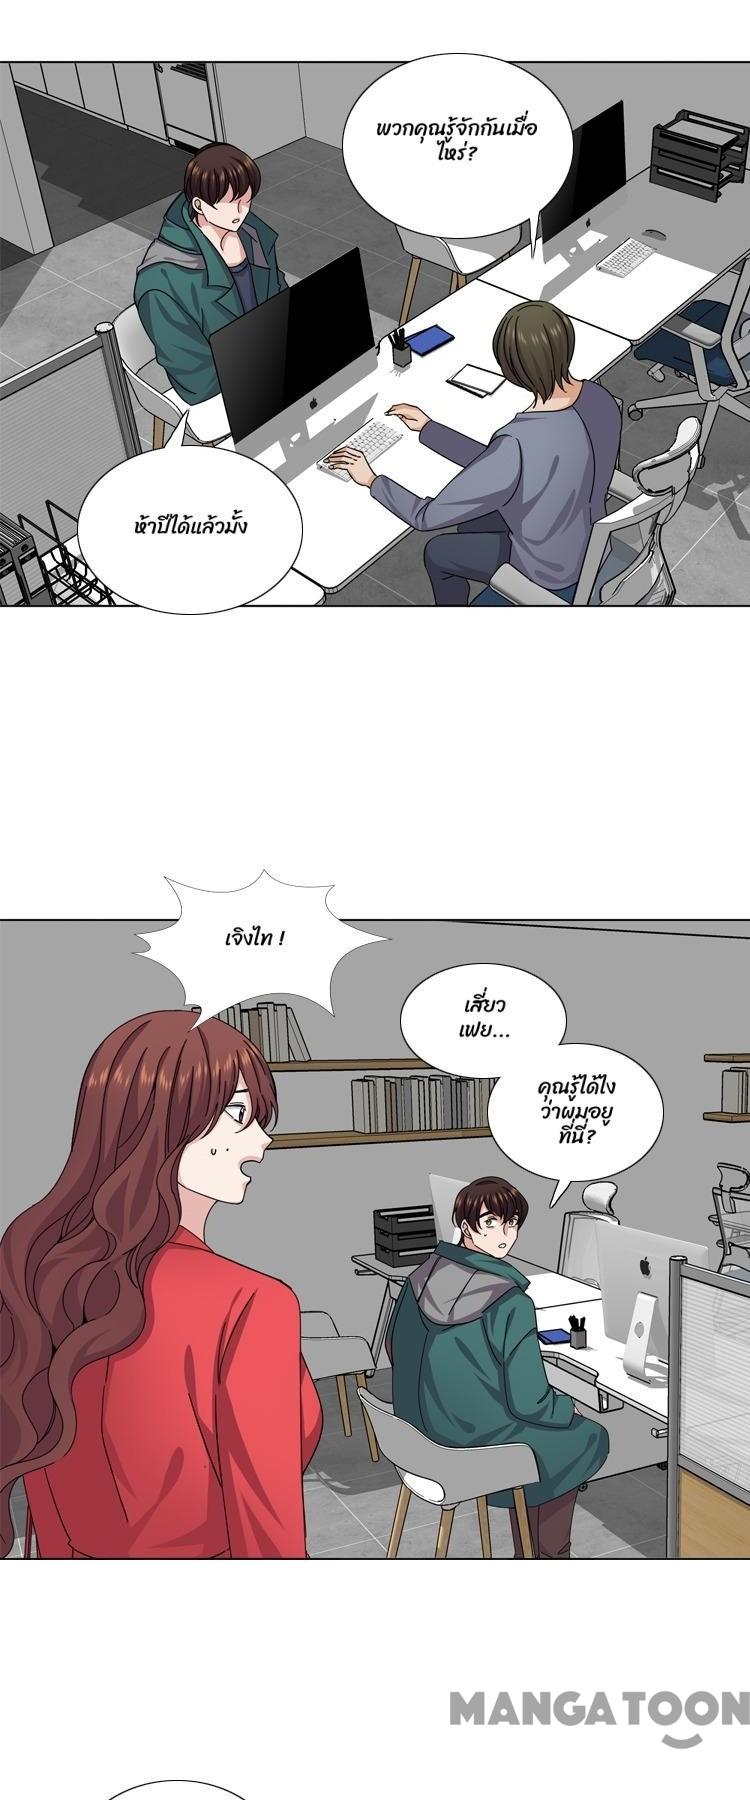 พวกคุณรู้จักกันเมื่อ
ไหร่?
ห้าปีได้แล้วมั้ง
เจิงไท !
เสี่ยว
เฟย...
คุณรู้ได้ไง
ว่าผมอยู่
ที่นี่?
MANGATOON